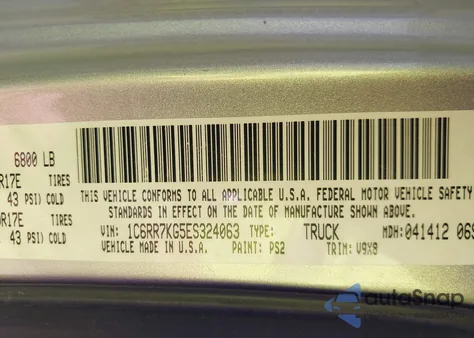 6800 LB
R17E TIRES
43 PSI) COLD
R17E TIRES
43 PSI) COLD
THIS VEHICLE CONFORMS TO ALL APPLICABLE U.S.A. FEDERAL MOTOR VEHICLE SAFETY
STANDARDS IN EFFECT ON THE DATE OF MANUFACTURE SHOWN ABOVE.
VIN: 1C6RR7KG5ES324063 TYPE: TRUCK MDH: 041412 069
VEHICLE MADE IN U.S.A. PAINT: PS2 TRIM: V9X8
autoSnap